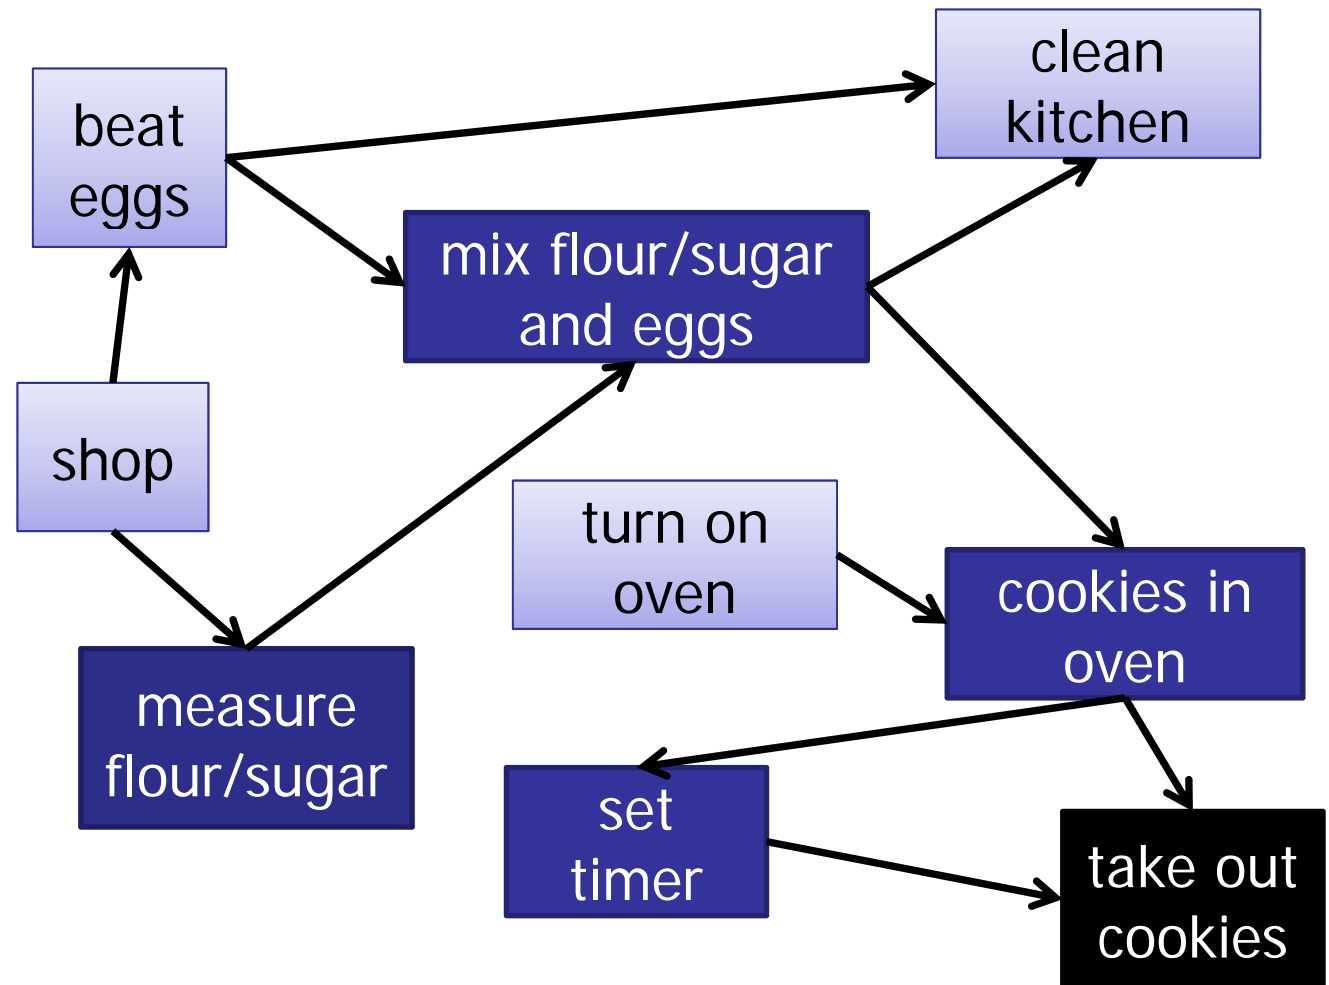 clean
kitchen
beat
eggs
mix flour/sugar
and eggs
shop
turn on
oven
cookies in
oven
measure
flour/sugar
set
timer
take out
cookies